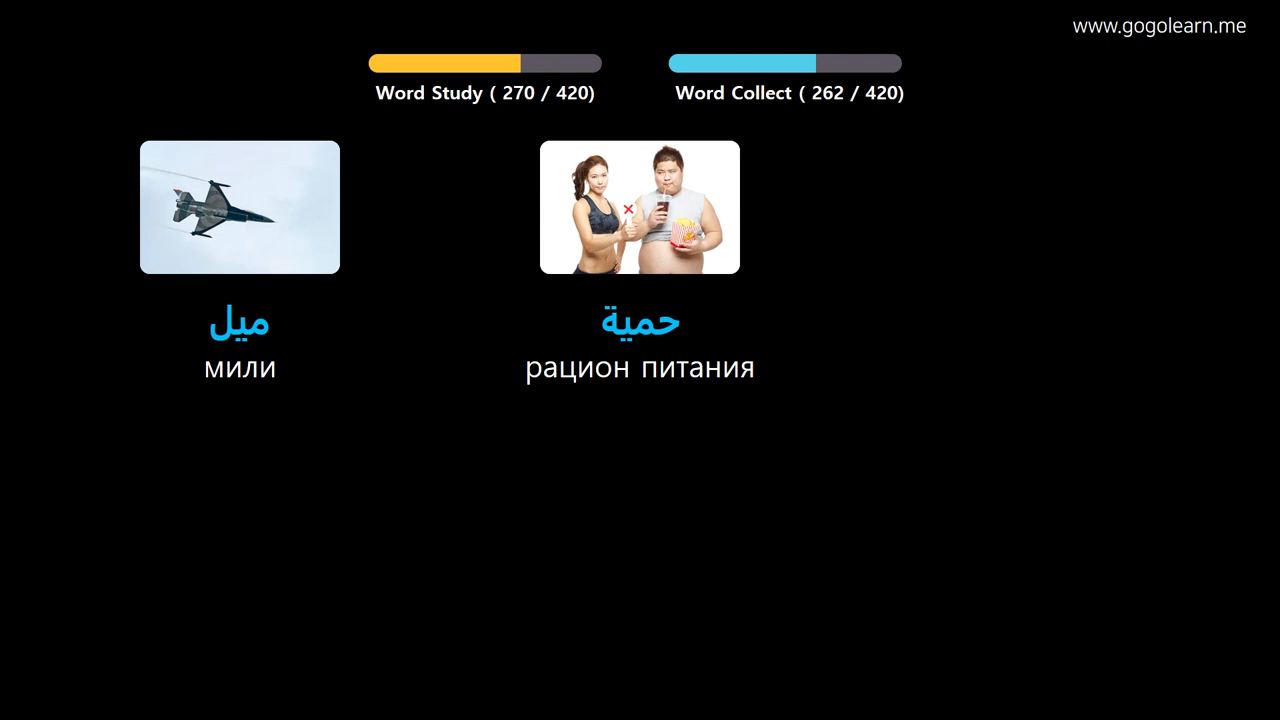 www.gogolearn.me
Word Study ( 270 / 420)
Word Collect ( 262 / 420)
ميل
мили
حمية
рацион питания